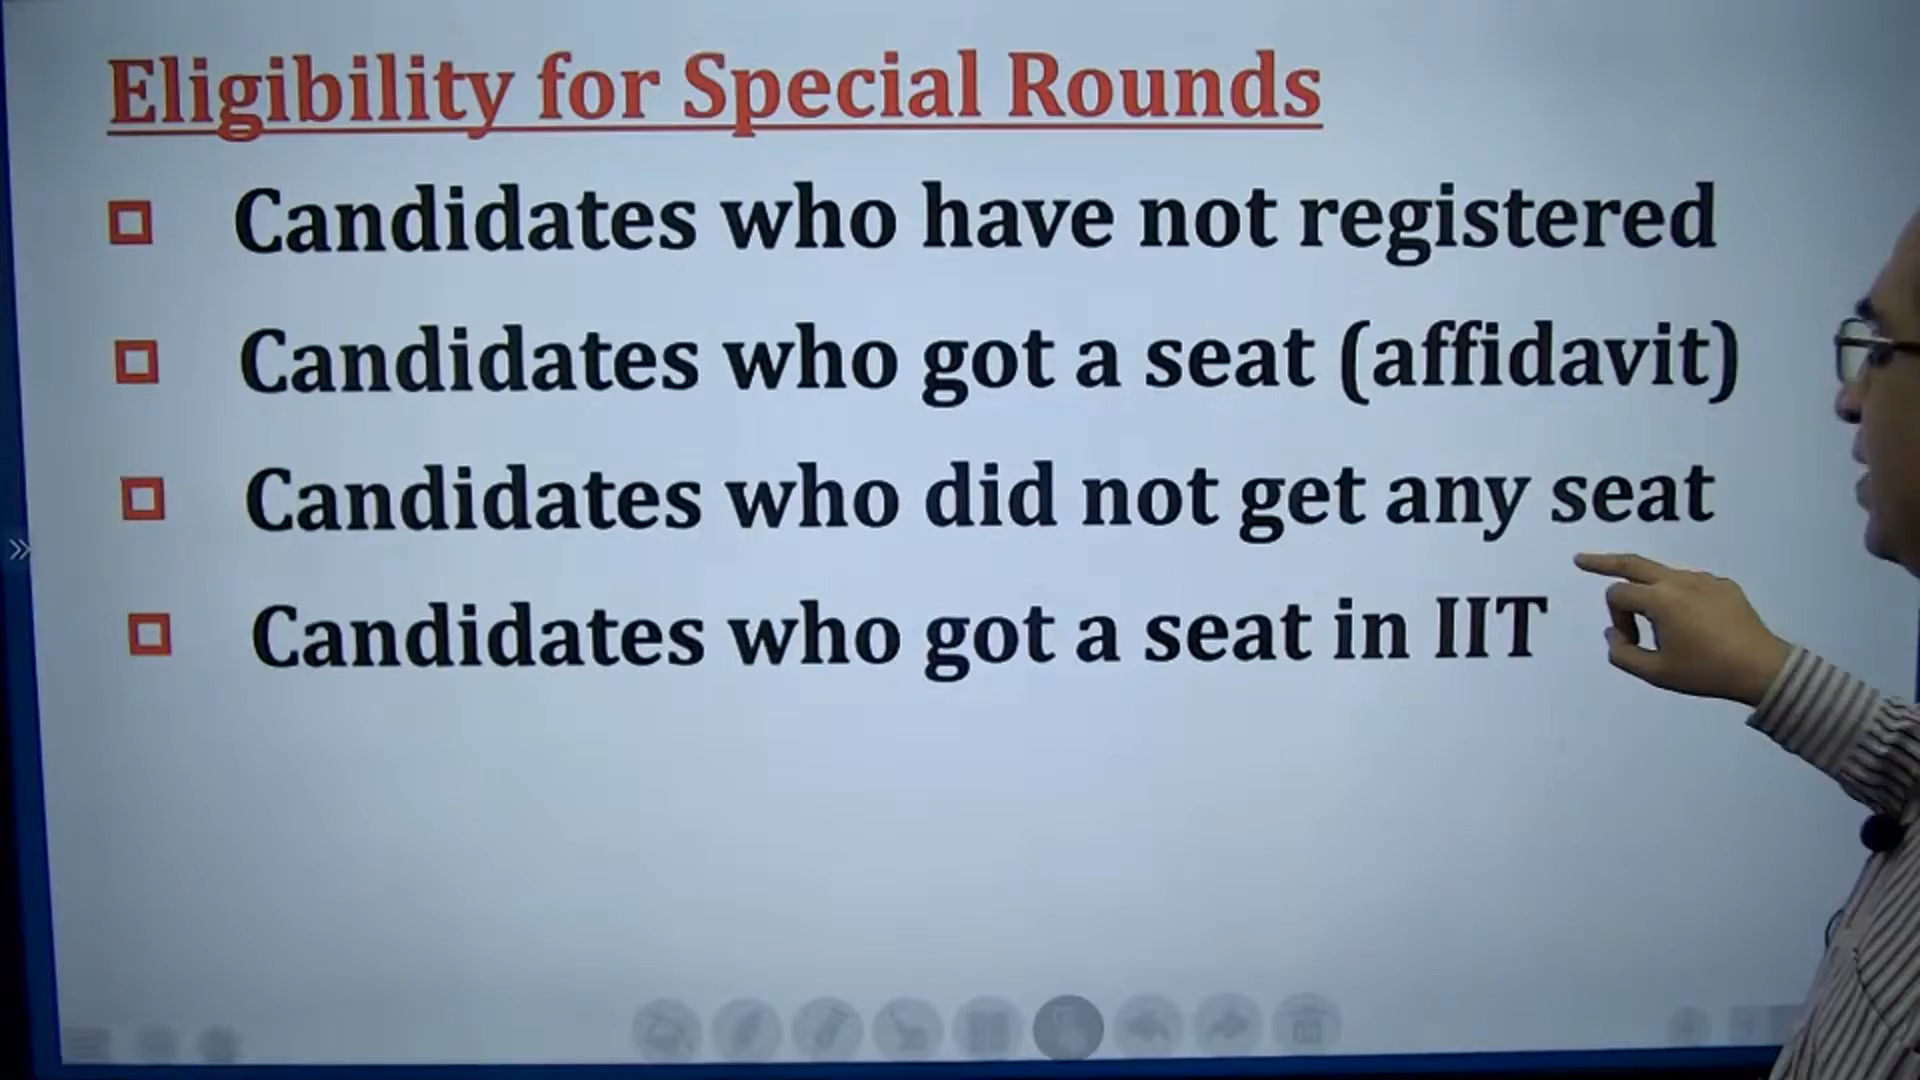 Eligibility for Special Rounds
Candidates who have not registered
Candidates who got a seat (affidavit)
Candidates who did not get any seat
Candidates who got a seat in IIT